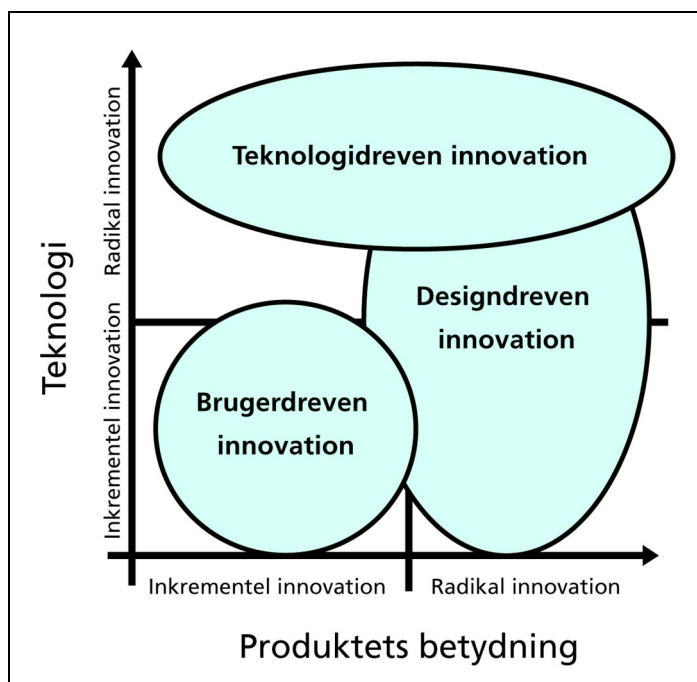 Teknologi
Radikal innovation
Inkrementel innovation
Teknologidreven innovation
Designdreven
innovation
Brugerdreven
innovation
Inkrementel innovation
Radikal innovation
Produktets betydning